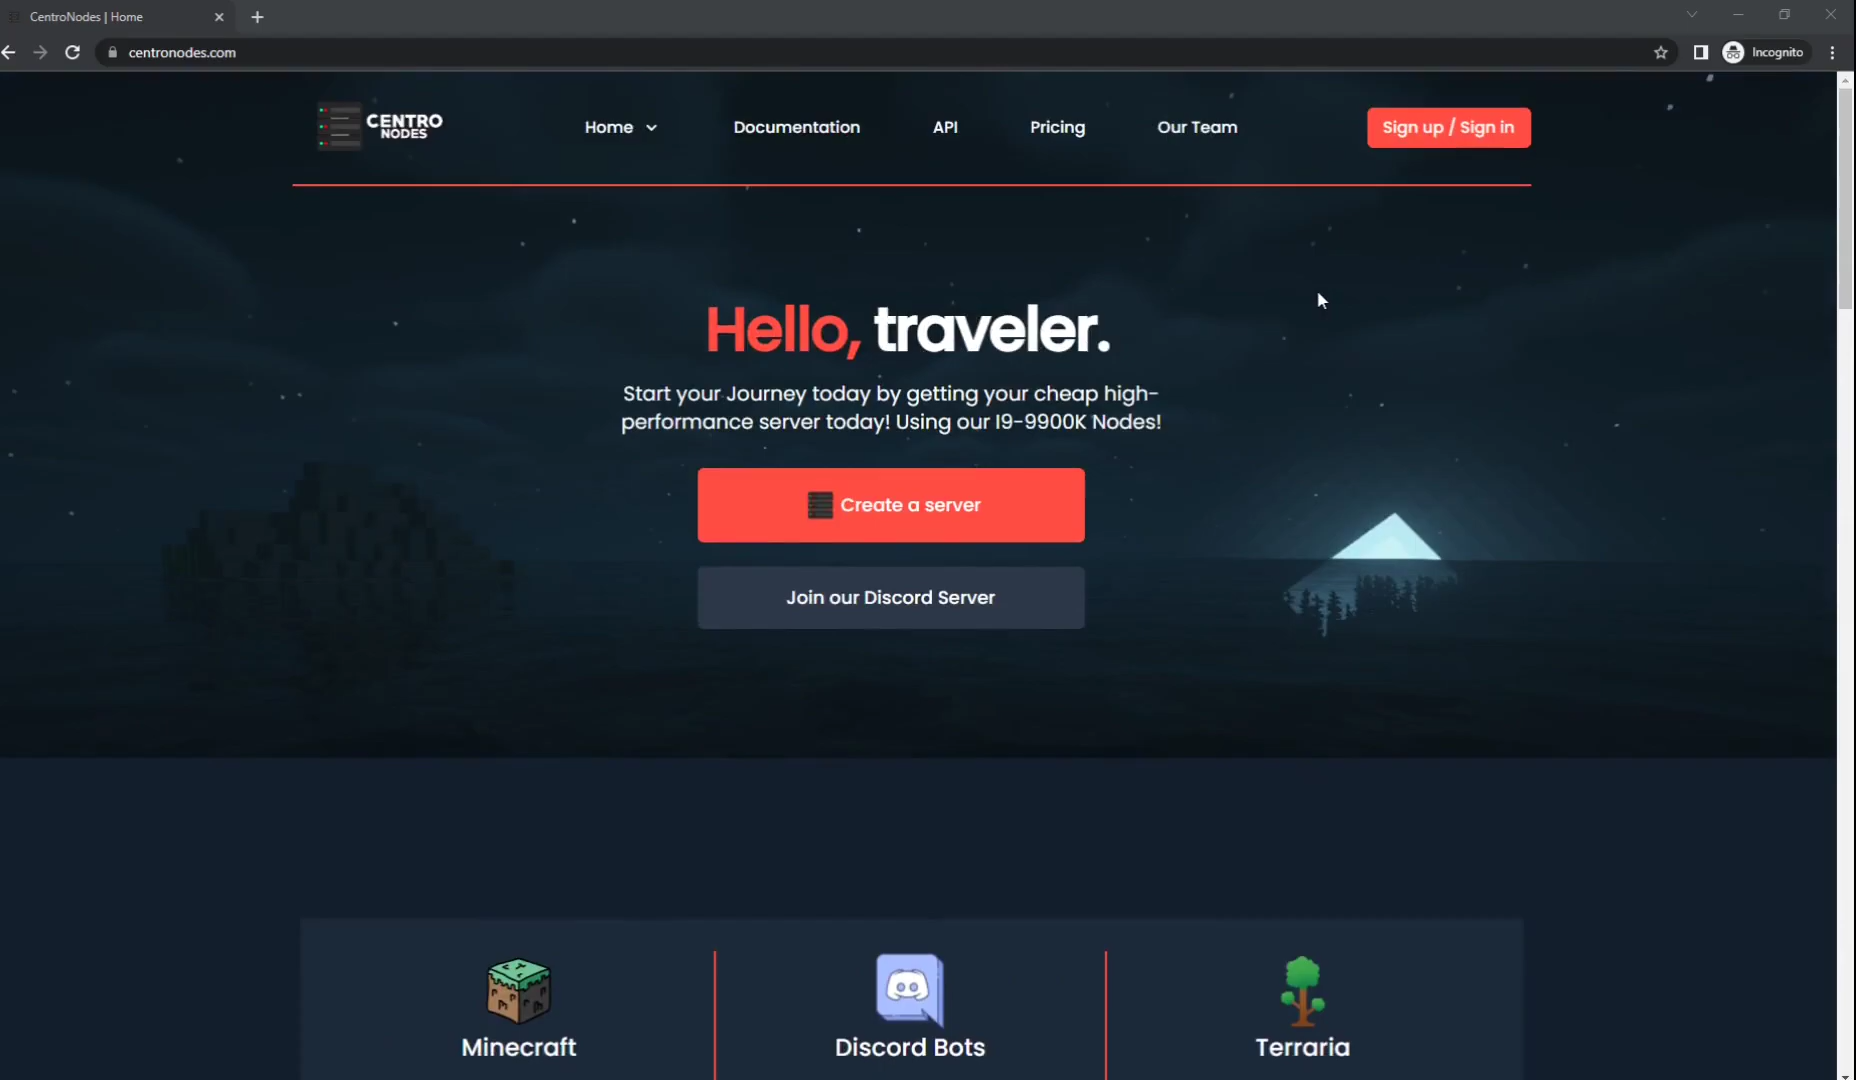 CentroNodes | Home
centronodes.com
Incognito
CENTRO
NODES
Home
Documentation
API
Pricing
Our Team
Sign up / Sign in
Hello, traveler.
Start your Journey today by getting your cheap high-
performance server today! Using our I9-9900K Nodes!
Create a server
Join our Discord Server
Minecraft
Discord Bots
Terraria